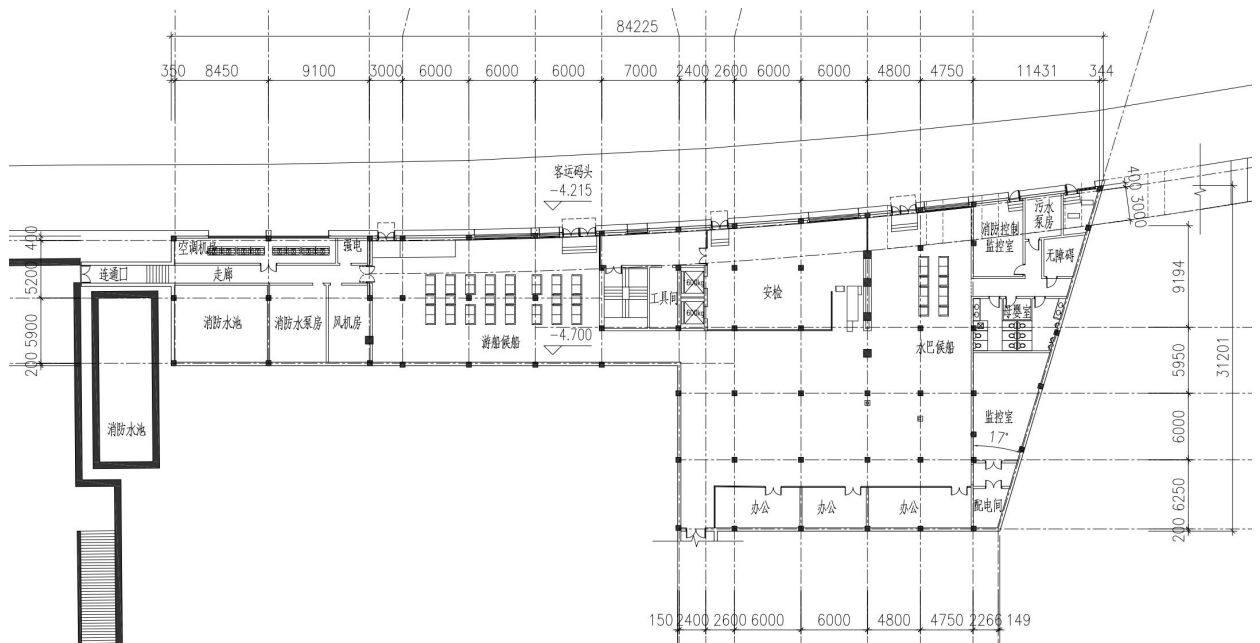 84225
350 8450 9100 3000 6000 6000 6000 7000 2400 2600 6000 6000 4800 4750 11431 344
客运码头
-4.215
400 3000
400
5200
5900
200
空调机房
强电
连通口
走廊
消防水池
消防水泵房
风机房
游船候船
-4.700
工具间
600kg
600kg
安检
水巴候船
消防控制
监控室
污水
泵房
无障碍
母婴室
监控室
17°
配电间
办公
办公
办公
消防水池
9194
5950
6000
6250
200
31201
150 2400 2600 6000 6000 4800 4750 2266 149